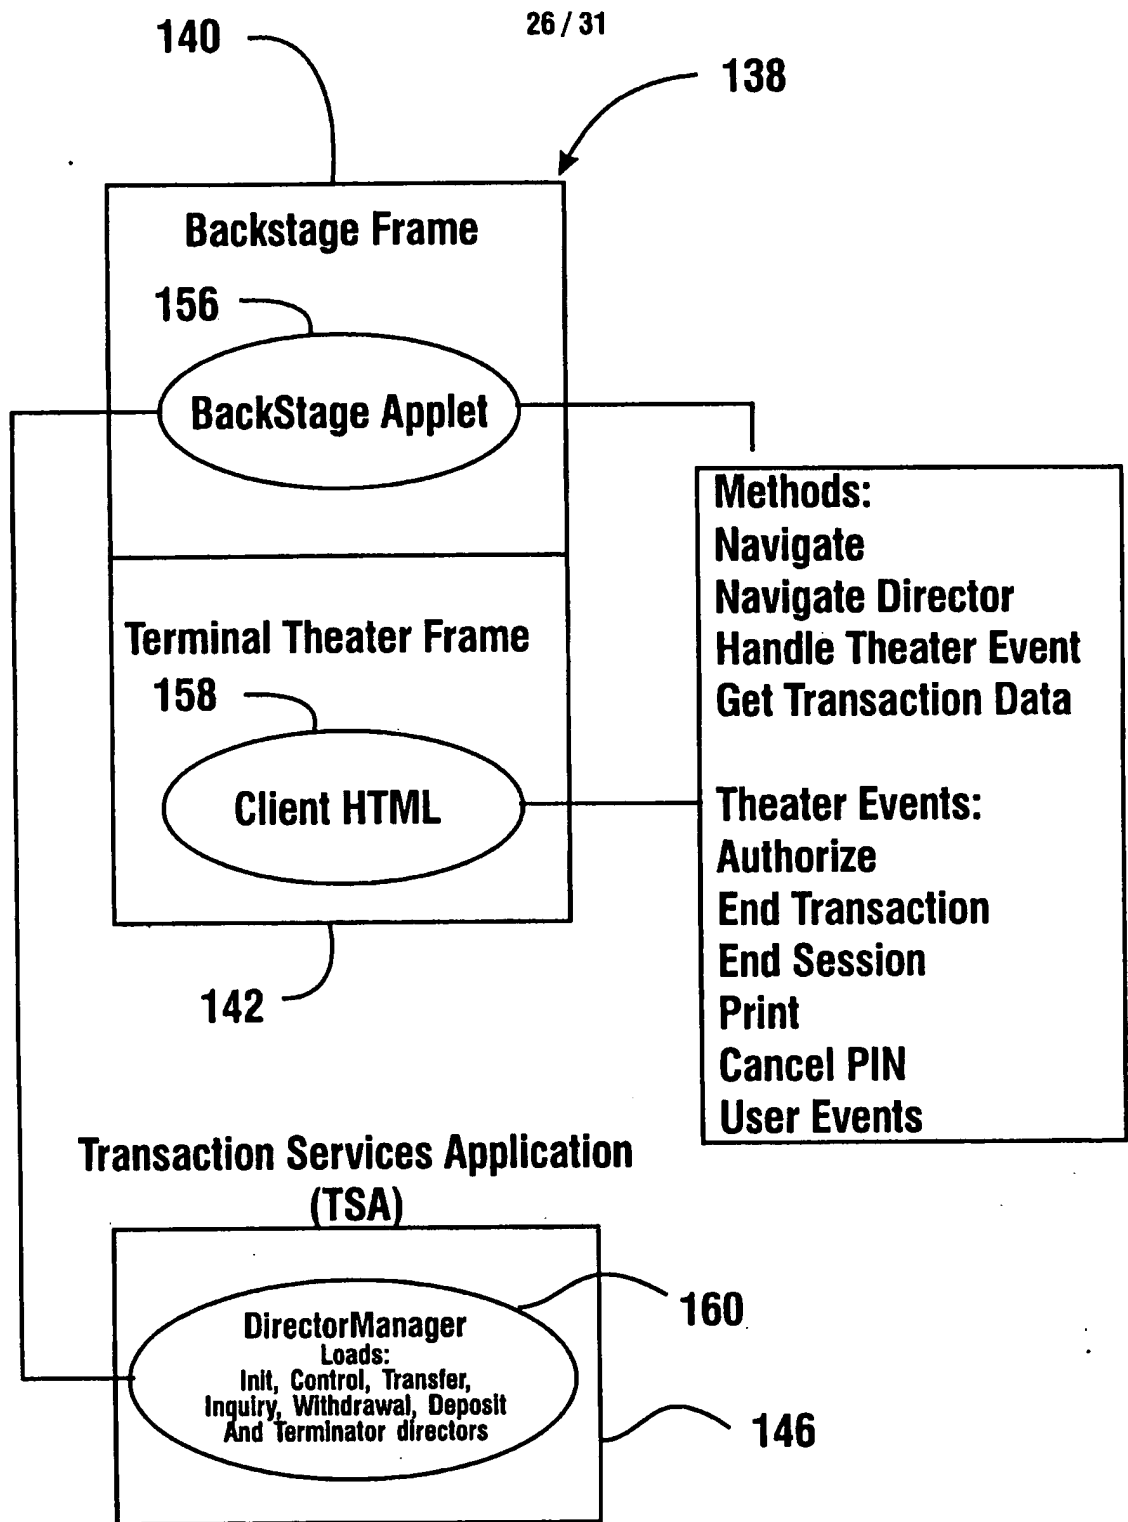 26 / 31
140
138
Backstage Frame
156
BackStage Applet
Methods:
Navigate
Navigate Director
Handle Theater Event
Get Transaction Data
Theater Events:
Authorize
End Transaction
End Session
Print
Cancel PIN
User Events
Terminal Theater Frame
158
Client HTML
142
Transaction Services Application
(TSA)
DirectorManager
Loads:
Init, Control, Transfer,
Inquiry, Withdrawal, Deposit
And Terminator directors
160
146